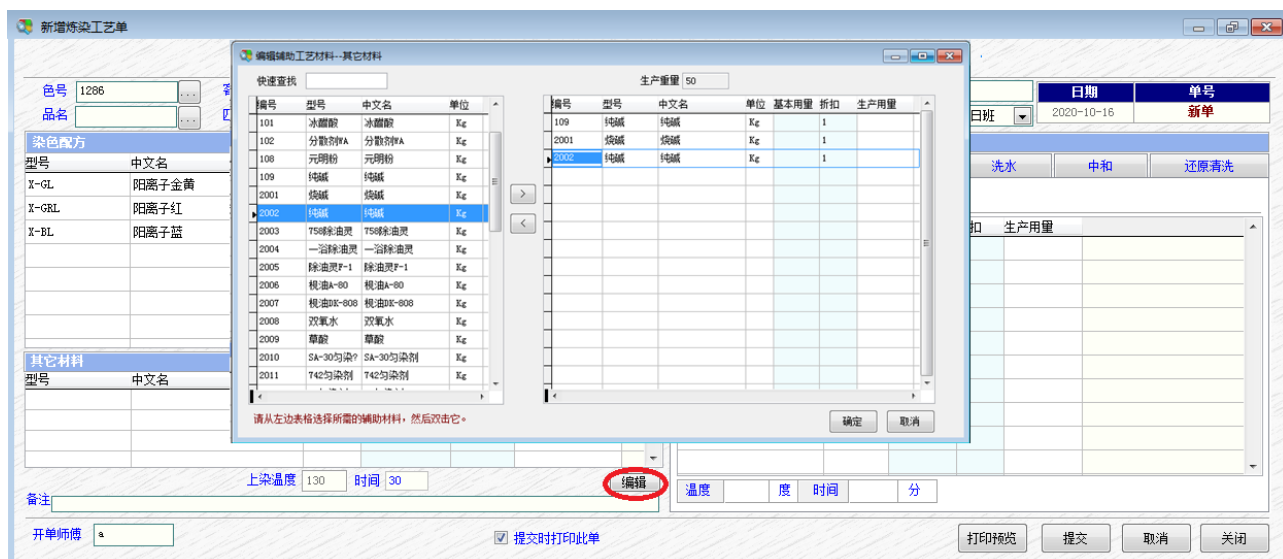 新增炼染工艺单
编辑辅助工艺材料--其它材料
快速查找
生产重量 50
色号 1286
日期 单号
品名
日班 2020-10-16 新单
编号 型号 中文名 单位
101 冰醋酸 冰醋酸 Kg
102 分散剂WA 分散剂WA Kg
108 元明粉 元明粉 Kg
109 纯碱 纯碱 Kg
2001 烧碱 烧碱 Kg
2002 纯碱 纯碱 Kg
2003 758除油灵 758除油灵 Kg
2004 一浴除油灵 一浴除油灵 Kg
2005 除油灵F-1 除油灵F-1 Kg
2006 枧油A-80 枧油A-80 Kg
2007 枧油DK-808 枧油DK-808 Kg
2008 双氧水 双氧水 Kg
2009 草酸 草酸 Kg
2010 SA-30匀染? SA-30匀染剂 Kg
2011 742匀染剂 742匀染剂 Kg
> 
<
编号 型号 中文名 单位 基本用量 折扣 生产用量
109 纯碱 纯碱 Kg 1
2001 烧碱 烧碱 Kg 1
2002 纯碱 纯碱 Kg 1
请从左边表格选择所需的辅助材料，然后双击它。
确定 取消
染色配方
型号 中文名
X-GL 阳离子金黄
X-GRL 阳离子红
X-BL 阳离子蓝
洗水 中和 还原清洗
扣 生产用量
其它材料
型号 中文名
上染温度 130 时间 30
编辑
温度 度 时间 分
备注
开单师傅 a
提交时打印此单
打印预览 提交 取消 关闭